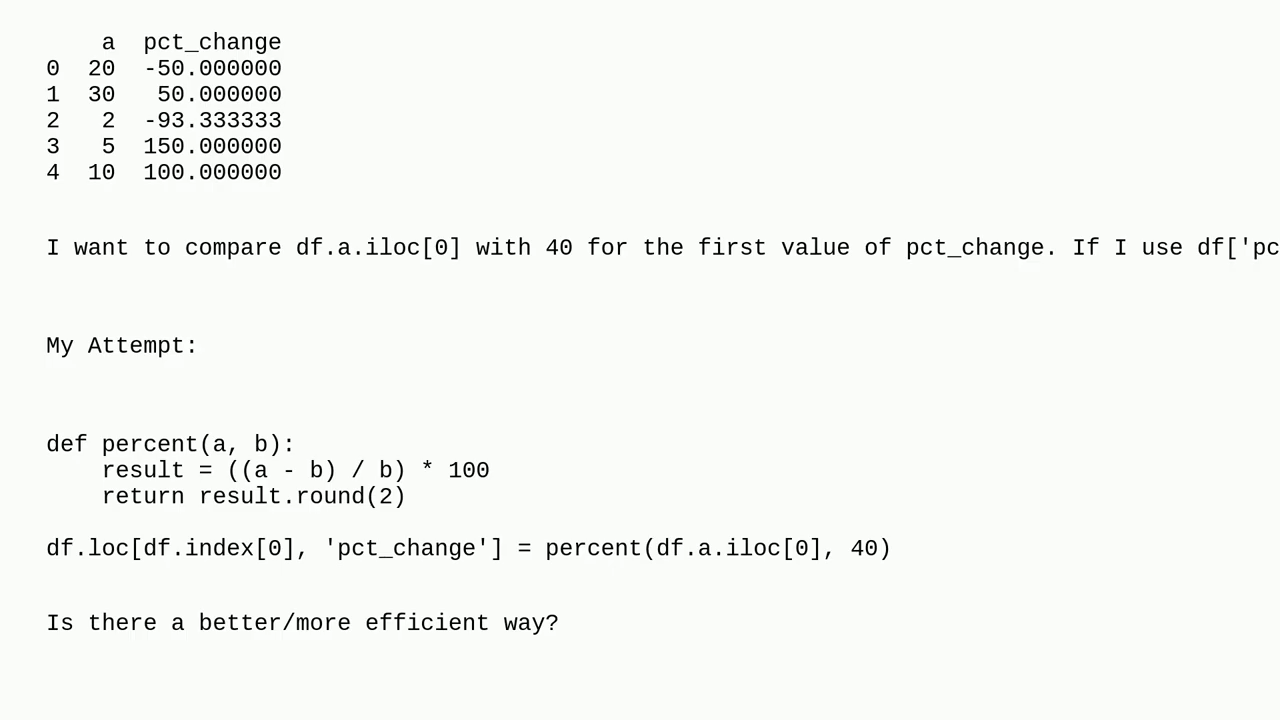 a  pct_change
0  20  -50.000000
1  30   50.000000
2   2  -93.333333
3   5  150.000000
4  10  100.000000
I want to compare df.a.iloc[0] with 40 for the first value of pct_change. If I use df['pc
My Attempt:
def percent(a, b):
    result = ((a - b) / b) * 100
    return result.round(2)
df.loc[df.index[0], 'pct_change'] = percent(df.a.iloc[0], 40)
Is there a better/more efficient way?